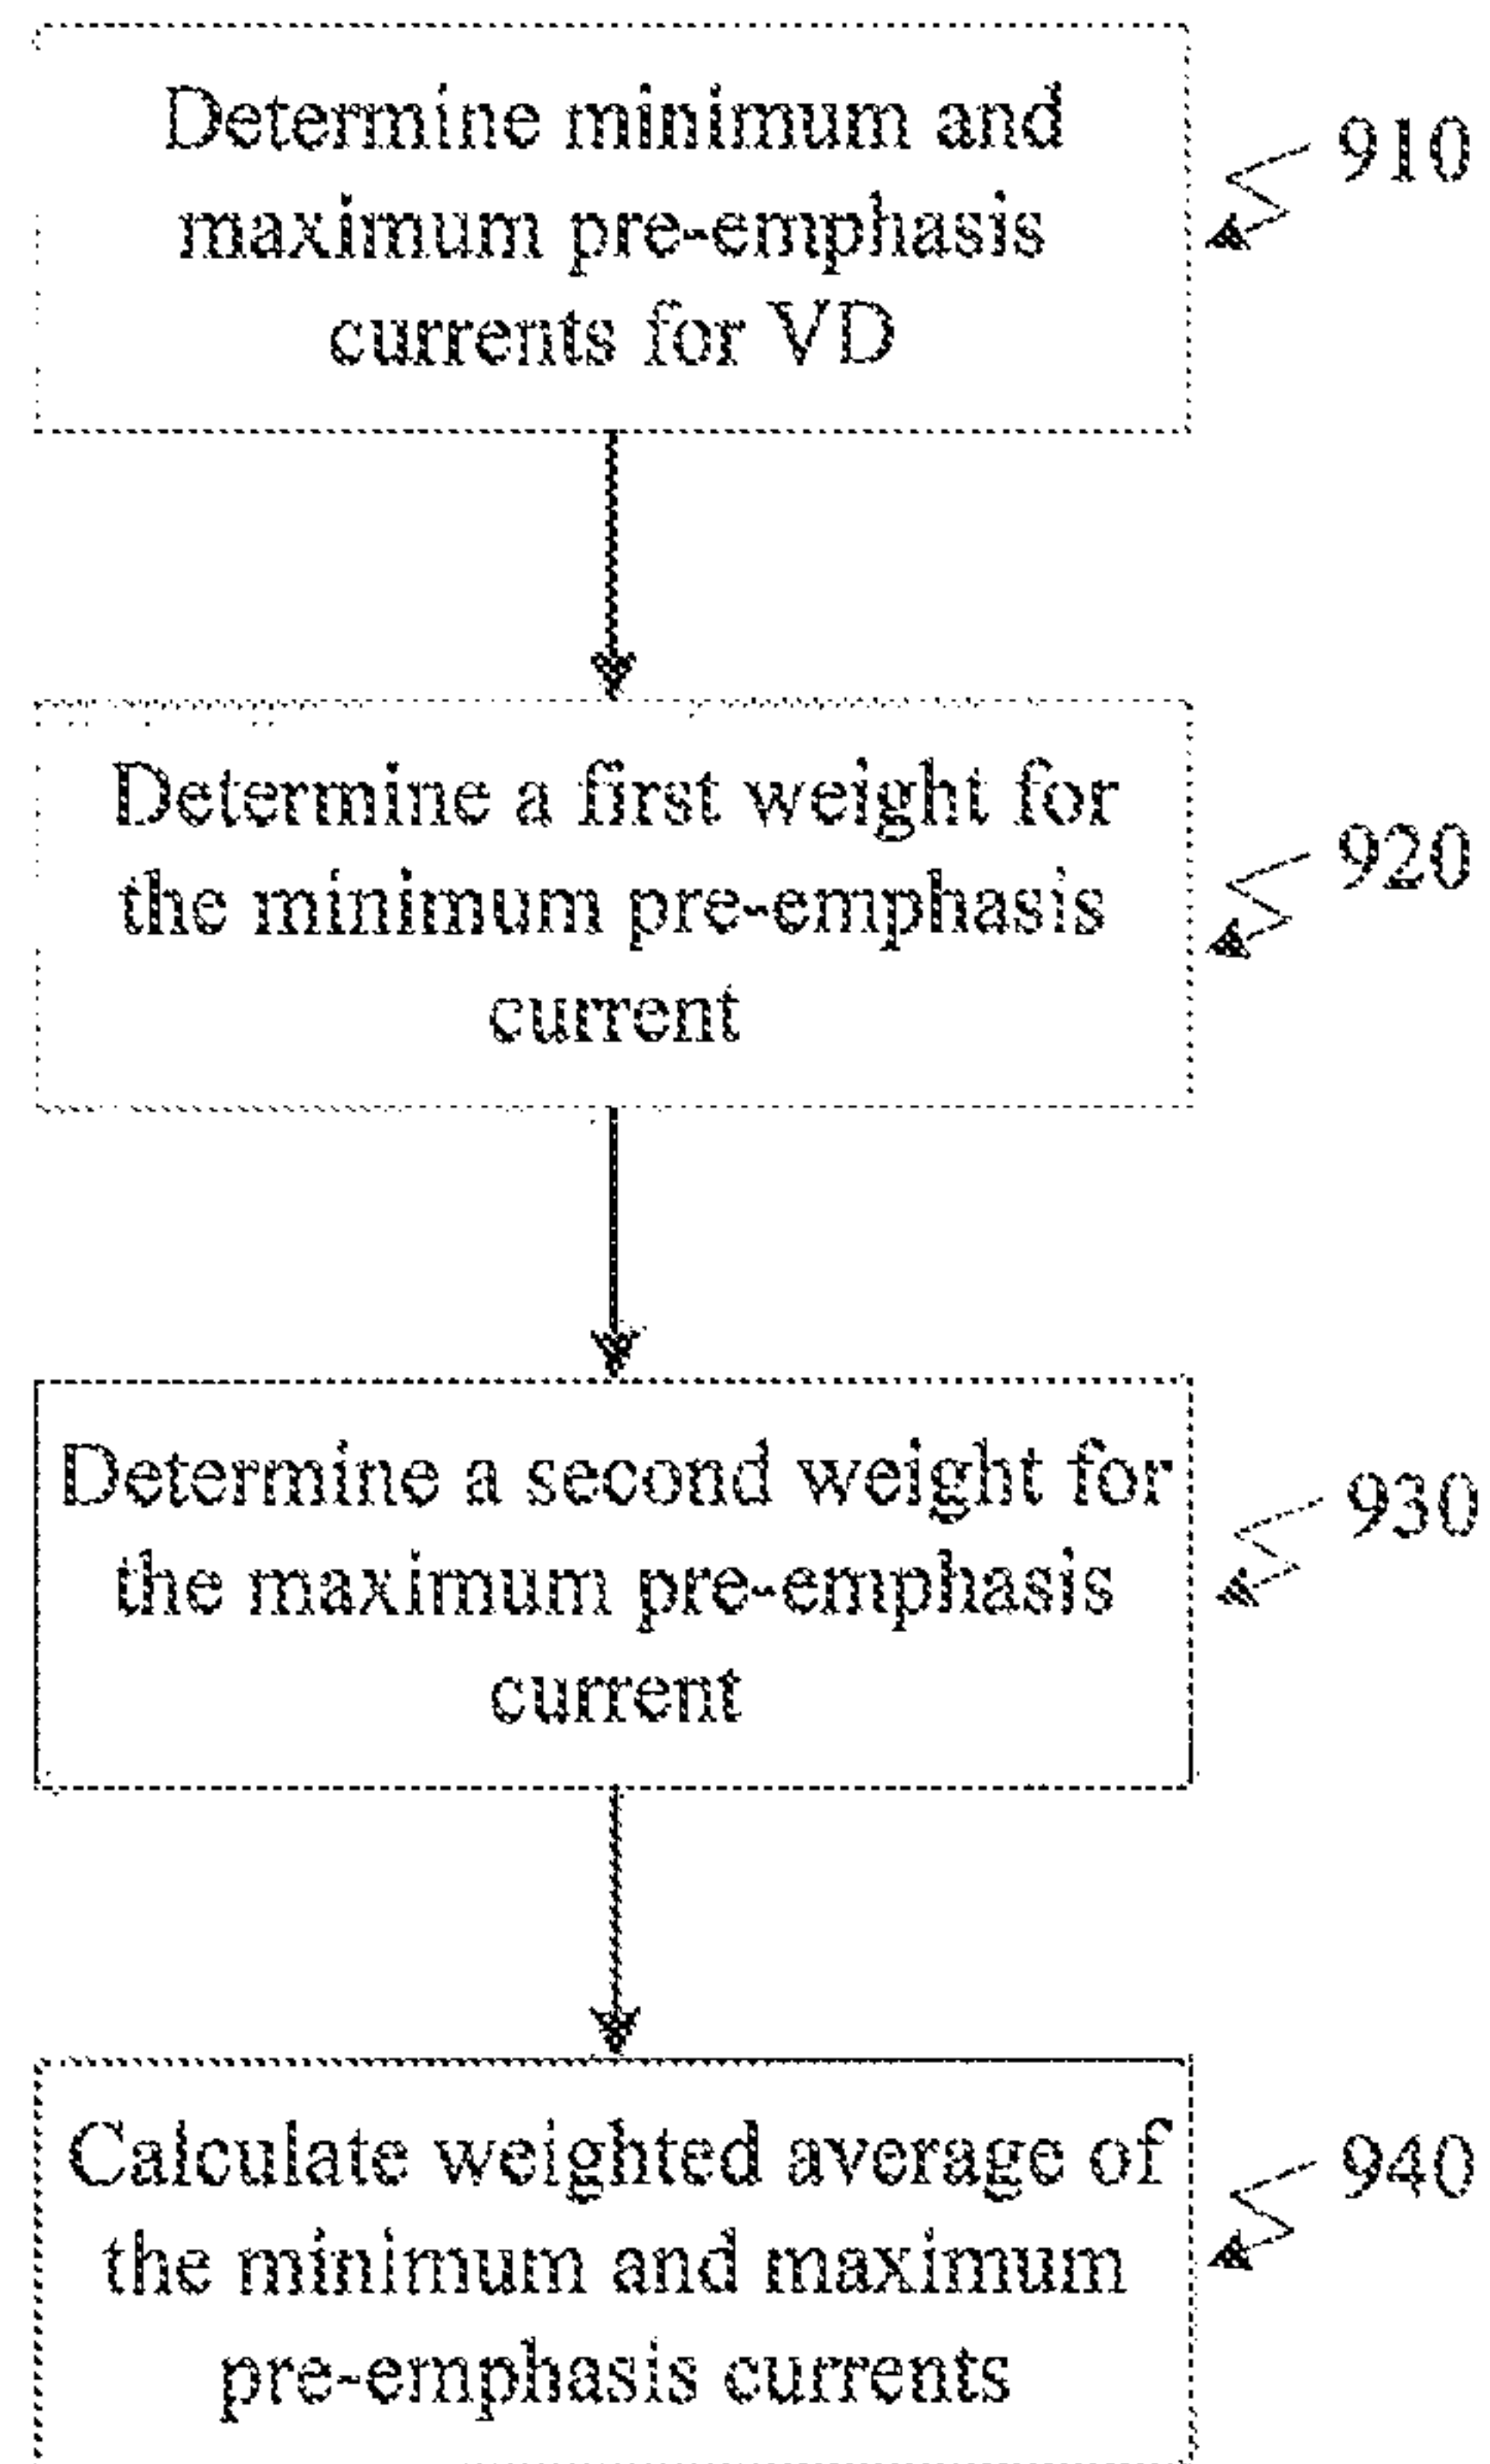 Determine minimum and
maximum pre-emphasis
currents for VD
910
Determine a first weight for
the minimum pre-emphasis
current
920
Determine a second weight for
the maximum pre-emphasis
current
930
Calculate weighted average of
the minimum and maximum
pre-emphasis currents
940